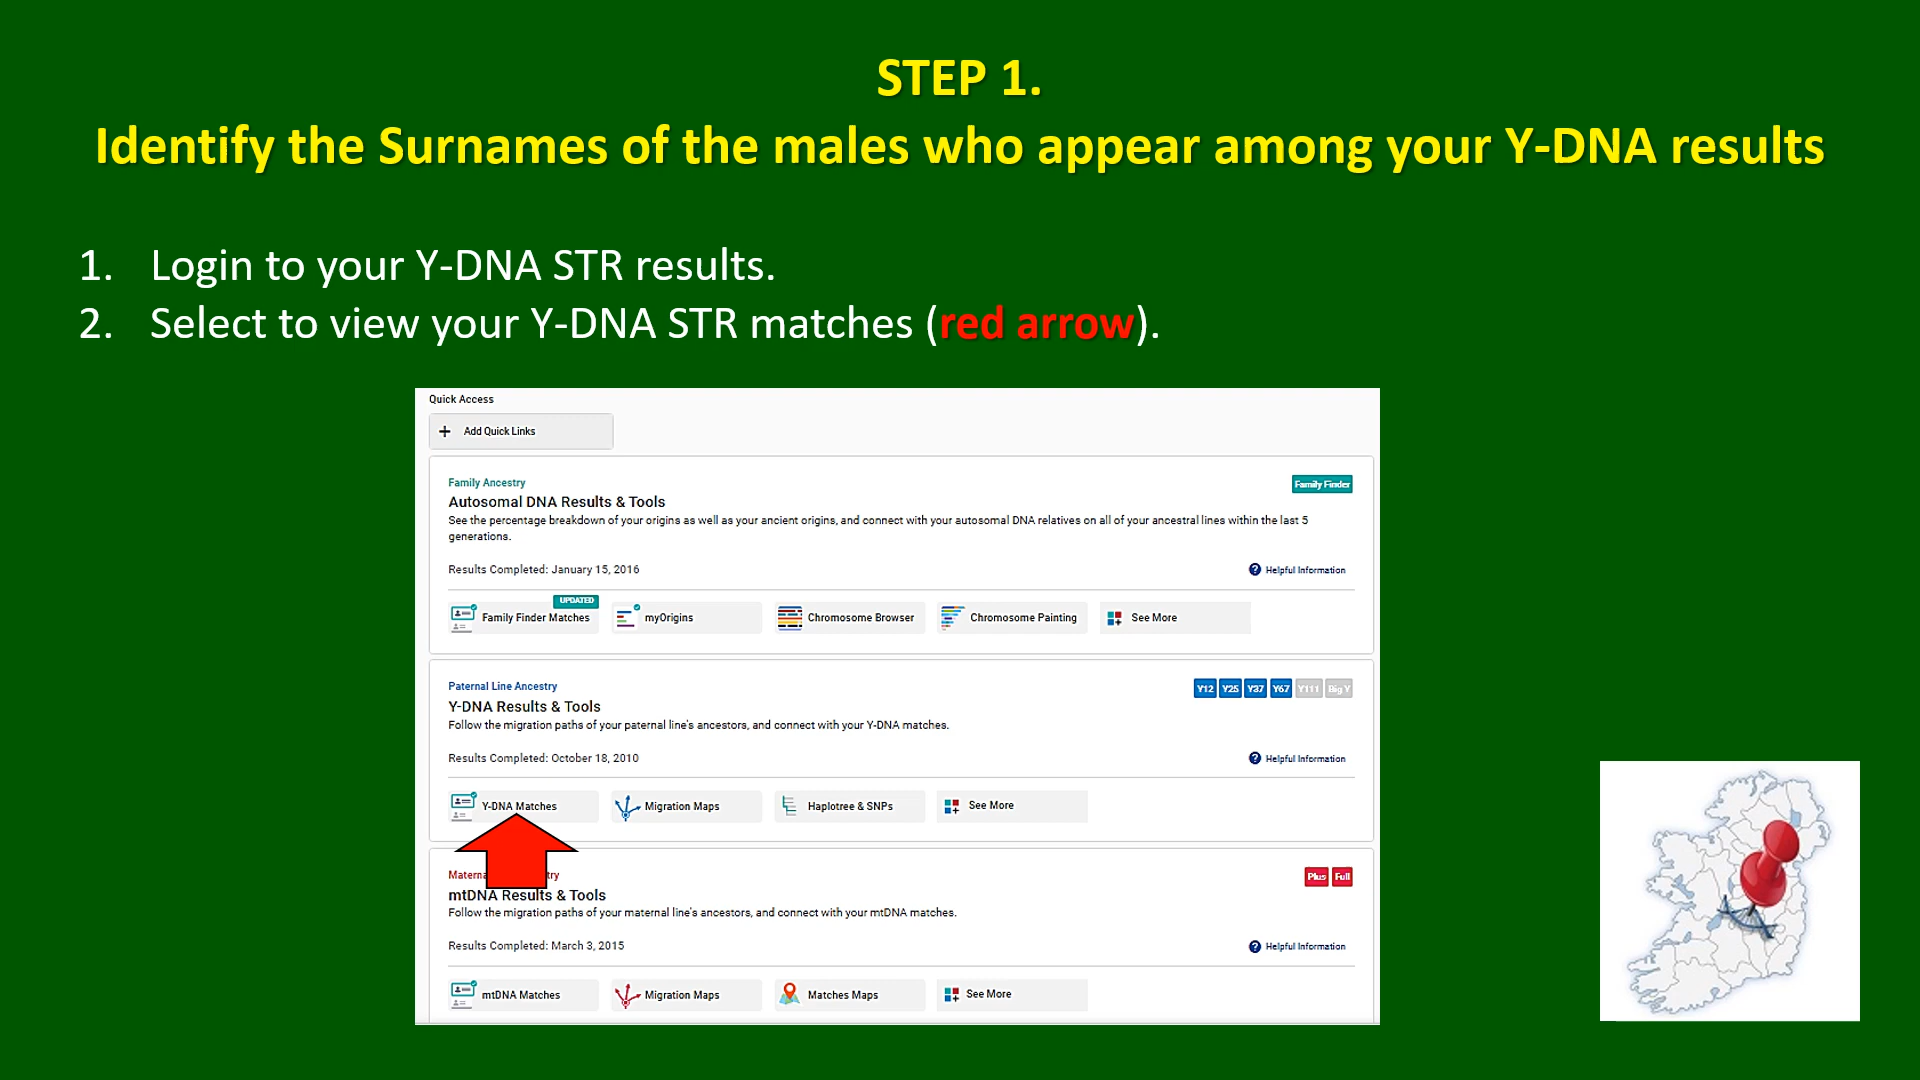 STEP 1.
Identify the Surnames of the males who appear among your Y-DNA results
1. Login to your Y-DNA STR results.
2. Select to view your Y-DNA STR matches (red arrow).
Quick Access
+ Add Quick Links
Family Ancestry
Family Finder
Autosomal DNA Results & Tools
See the percentage breakdown of your origins as well as your ancient origins, and connect with your autosomal DNA relatives on all of your ancestral lines within the last 5
generations.
Results Completed: January 15, 2016
? Helpful Information
UPDATED
Family Finder Matches myOrigins Chromosome Browser Chromosome Painting See More
Paternal Line Ancestry
Y12 Y25 Y37 Y67 Y111 Big Y
Y-DNA Results & Tools
Follow the migration paths of your paternal line's ancestors, and connect with your Y-DNA matches.
Results Completed: October 18, 2010
? Helpful Information
Y-DNA Matches Migration Maps Haplotree & SNPs See More
Materna try
Plus Full
mtDNA Results & Tools
Follow the migration paths of your maternal line's ancestors, and connect with your mtDNA matches.
Results Completed: March 3, 2015
? Helpful Information
mtDNA Matches Migration Maps Matches Maps See More